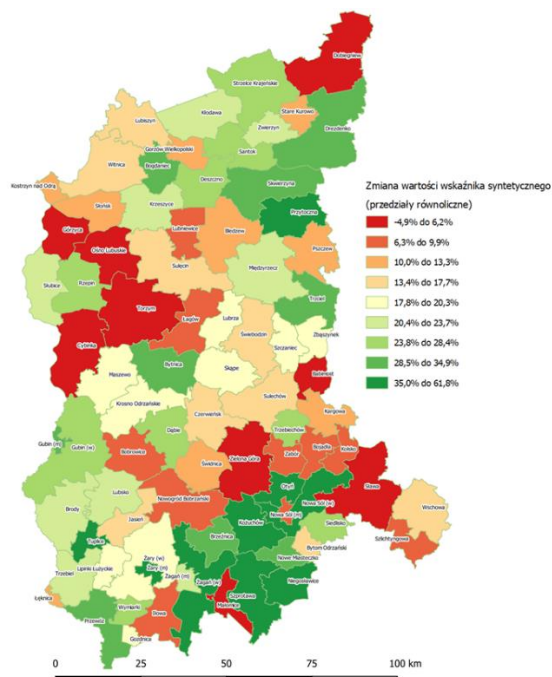 Dobiegniew
Strzelce Krajeńskie
Lubiszyn
Kłodawa
Stare Kurowo
Zwierzyn
Drezdenko
Gorzów Wielkopolski
Witnica
Bogdaniec
Santok
Deszczno
Skwierzyna
Kostrzyn nad Odrą
Słońsk
Krzeszyce
Przytoczna
Górzyca
Lubniewice
Bledzew
Pszczew
Ośno Lubuskie
Sulęcin
Międzyrzecz
Słubice
Rzepin
Trzciel
Torzym
Łagów
Lubrza
Świebodzin
Zbąszynek
Cybinka
Szczaniec
Rytnica
Skąpe
Maszewo
Babimost
Krosno Odrzańskie
Sulechów
Czerwieńsk
Kargowa
Gubin (m)
Dąbie
Trzebiechów
Gubin (w)
Bobrowice
Świdnica
Zielona Góra
Zabór
Bojadła
Kolsko
Lubsko
Nowogród Bobrzański
Otyń
Nowa Sól (w)
Sława
Brody
Jasień
Kożuchów
Nowa Sól (m)
Wschowa
Tuplice
Brzeźnica
Siedlisko
Szlichtyngowa
Żary (w)
Nowe Miasteczko
Bytom Odrzański
Trzebiel
Lipinki Łużyckie
Żary (m)
Żagań (m)
Żagań (w)
Niegosławice
Łęknica
Szprotawa
Wymiarki
Małomice
Przewóz
Iłowa
Gozdnica
Zmiana wartości wskaźnika syntetycznego
(przedziały równoliczne)
-4,9% do 6,2%
6,3% do 9,9%
10,0% do 13,3%
13,4% do 17,7%
17,8% do 20,3%
20,4% do 23,7%
23,8% do 28,4%
28,5% do 34,9%
35,0% do 61,8%
0 25 50 75 100 km